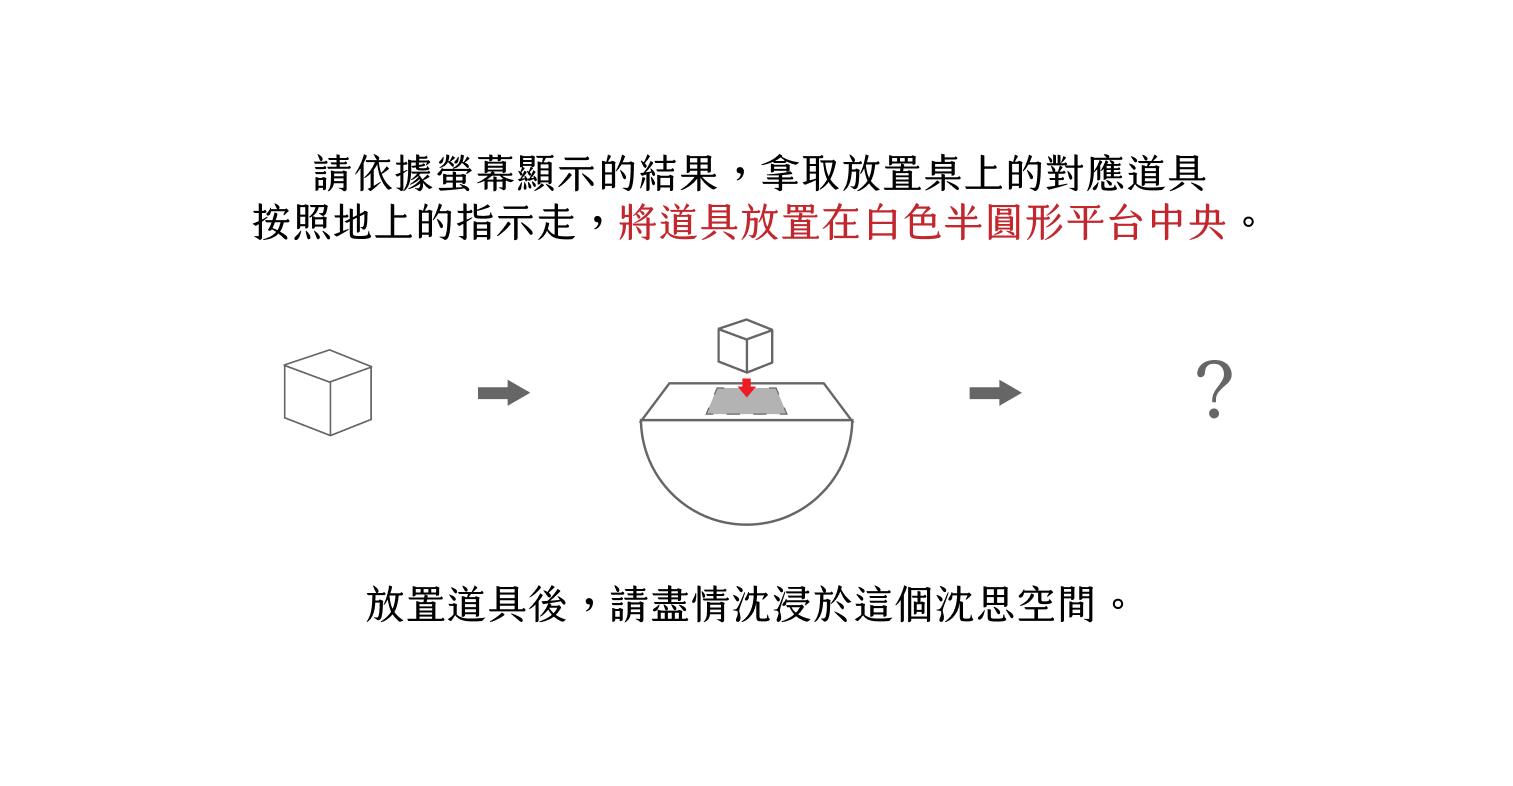 請依據螢幕顯示的結果，拿取放置桌上的對應道具
按照地上的指示走，將道具放置在白色半圓形平台中央。
?
放置道具後，請盡情沈浸於這個沈思空間。